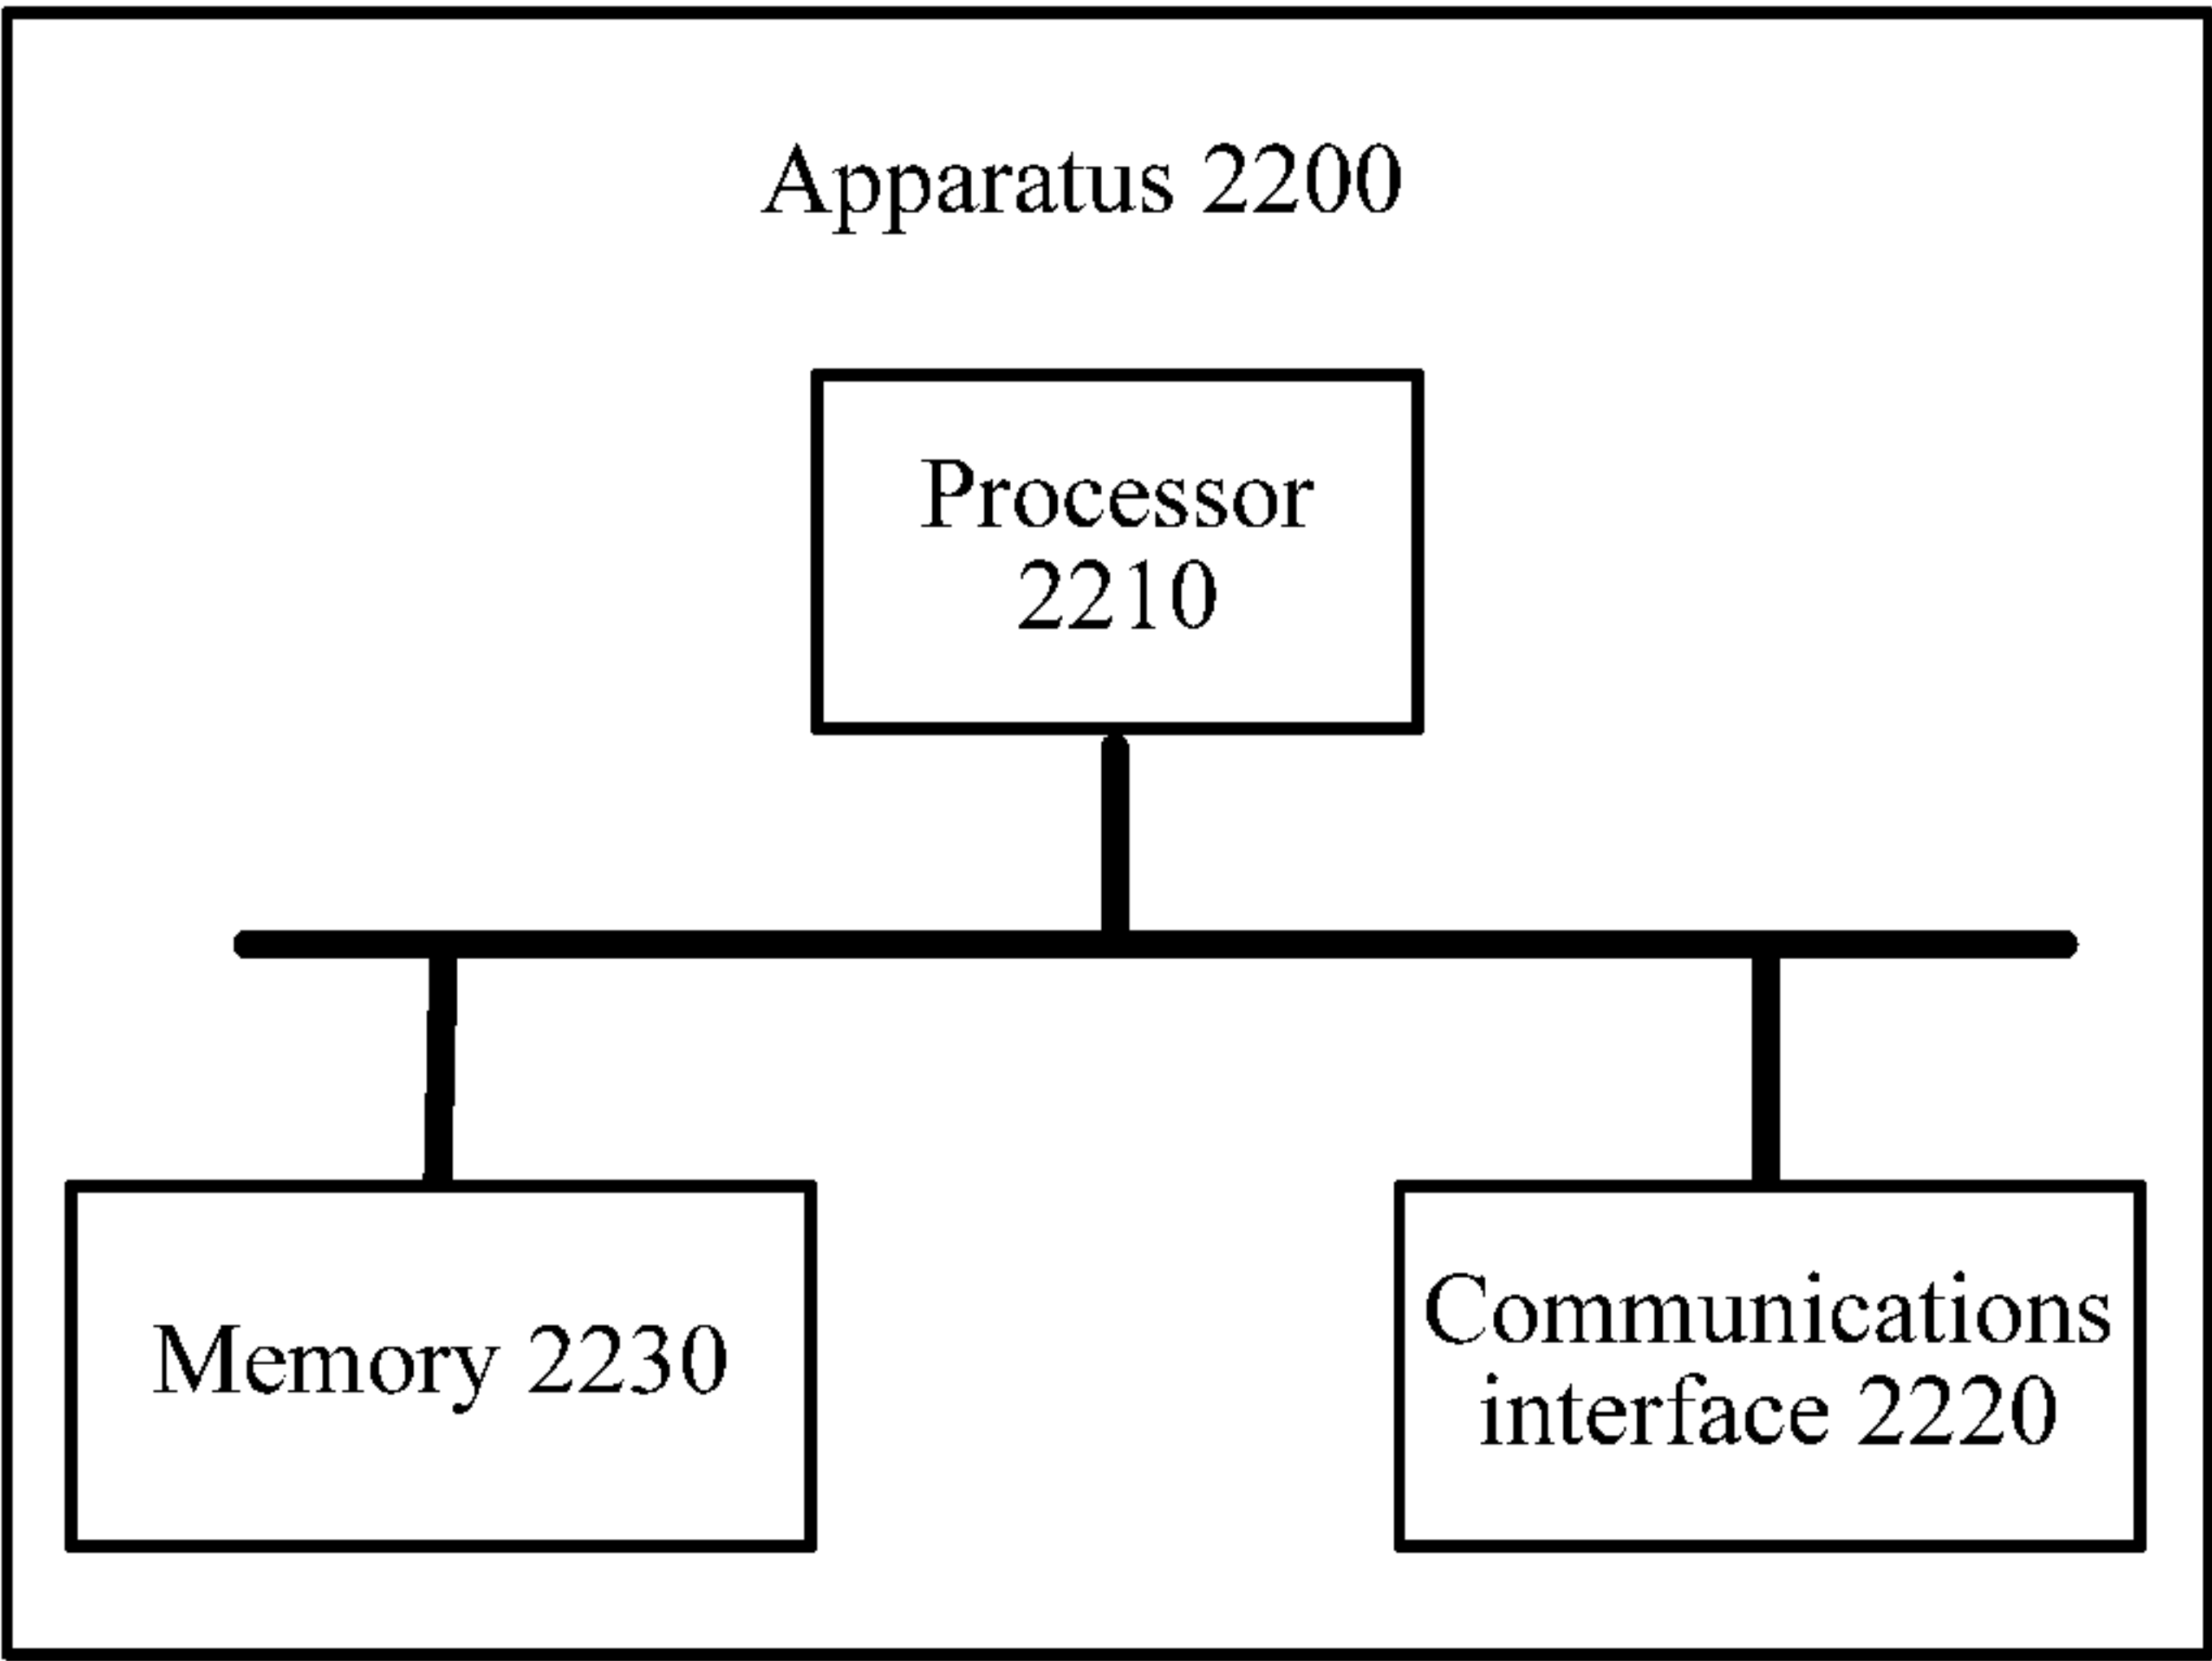 Apparatus 2200
Processor
2210
Memory 2230
Communications
interface 2220